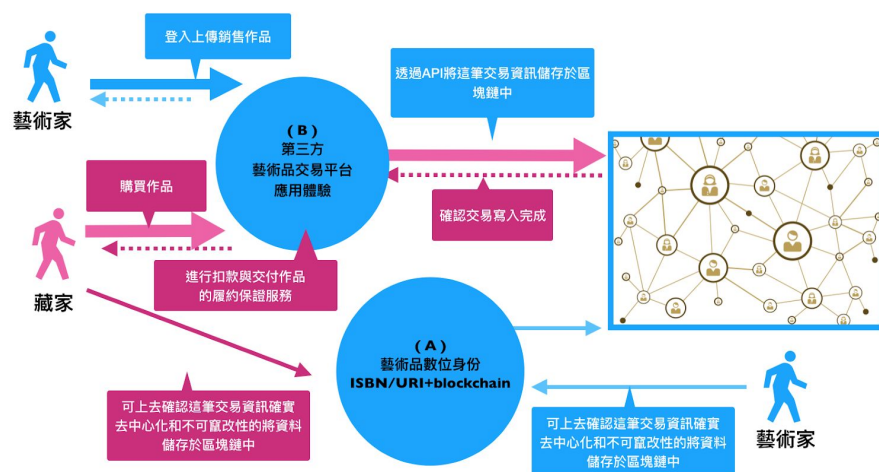 登入上傳銷售作品
藝術家
透過API將這筆交易資訊儲存於區
塊鏈中
(B)
第三方
藝術品交易平台
應用體驗
購買作品
確認交易寫入完成
進行扣款與交付作品
的履約保證服務
藏家
(A)
藝術品數位身份
ISBN/URI+blockchain
可上去確認這筆交易資訊確實
去中心化和不可竄改性的將資料
儲存於區塊鏈中
可上去確認這筆交易資訊確實
去中心化和不可竄改性的將資料
儲存於區塊鏈中
藝術家